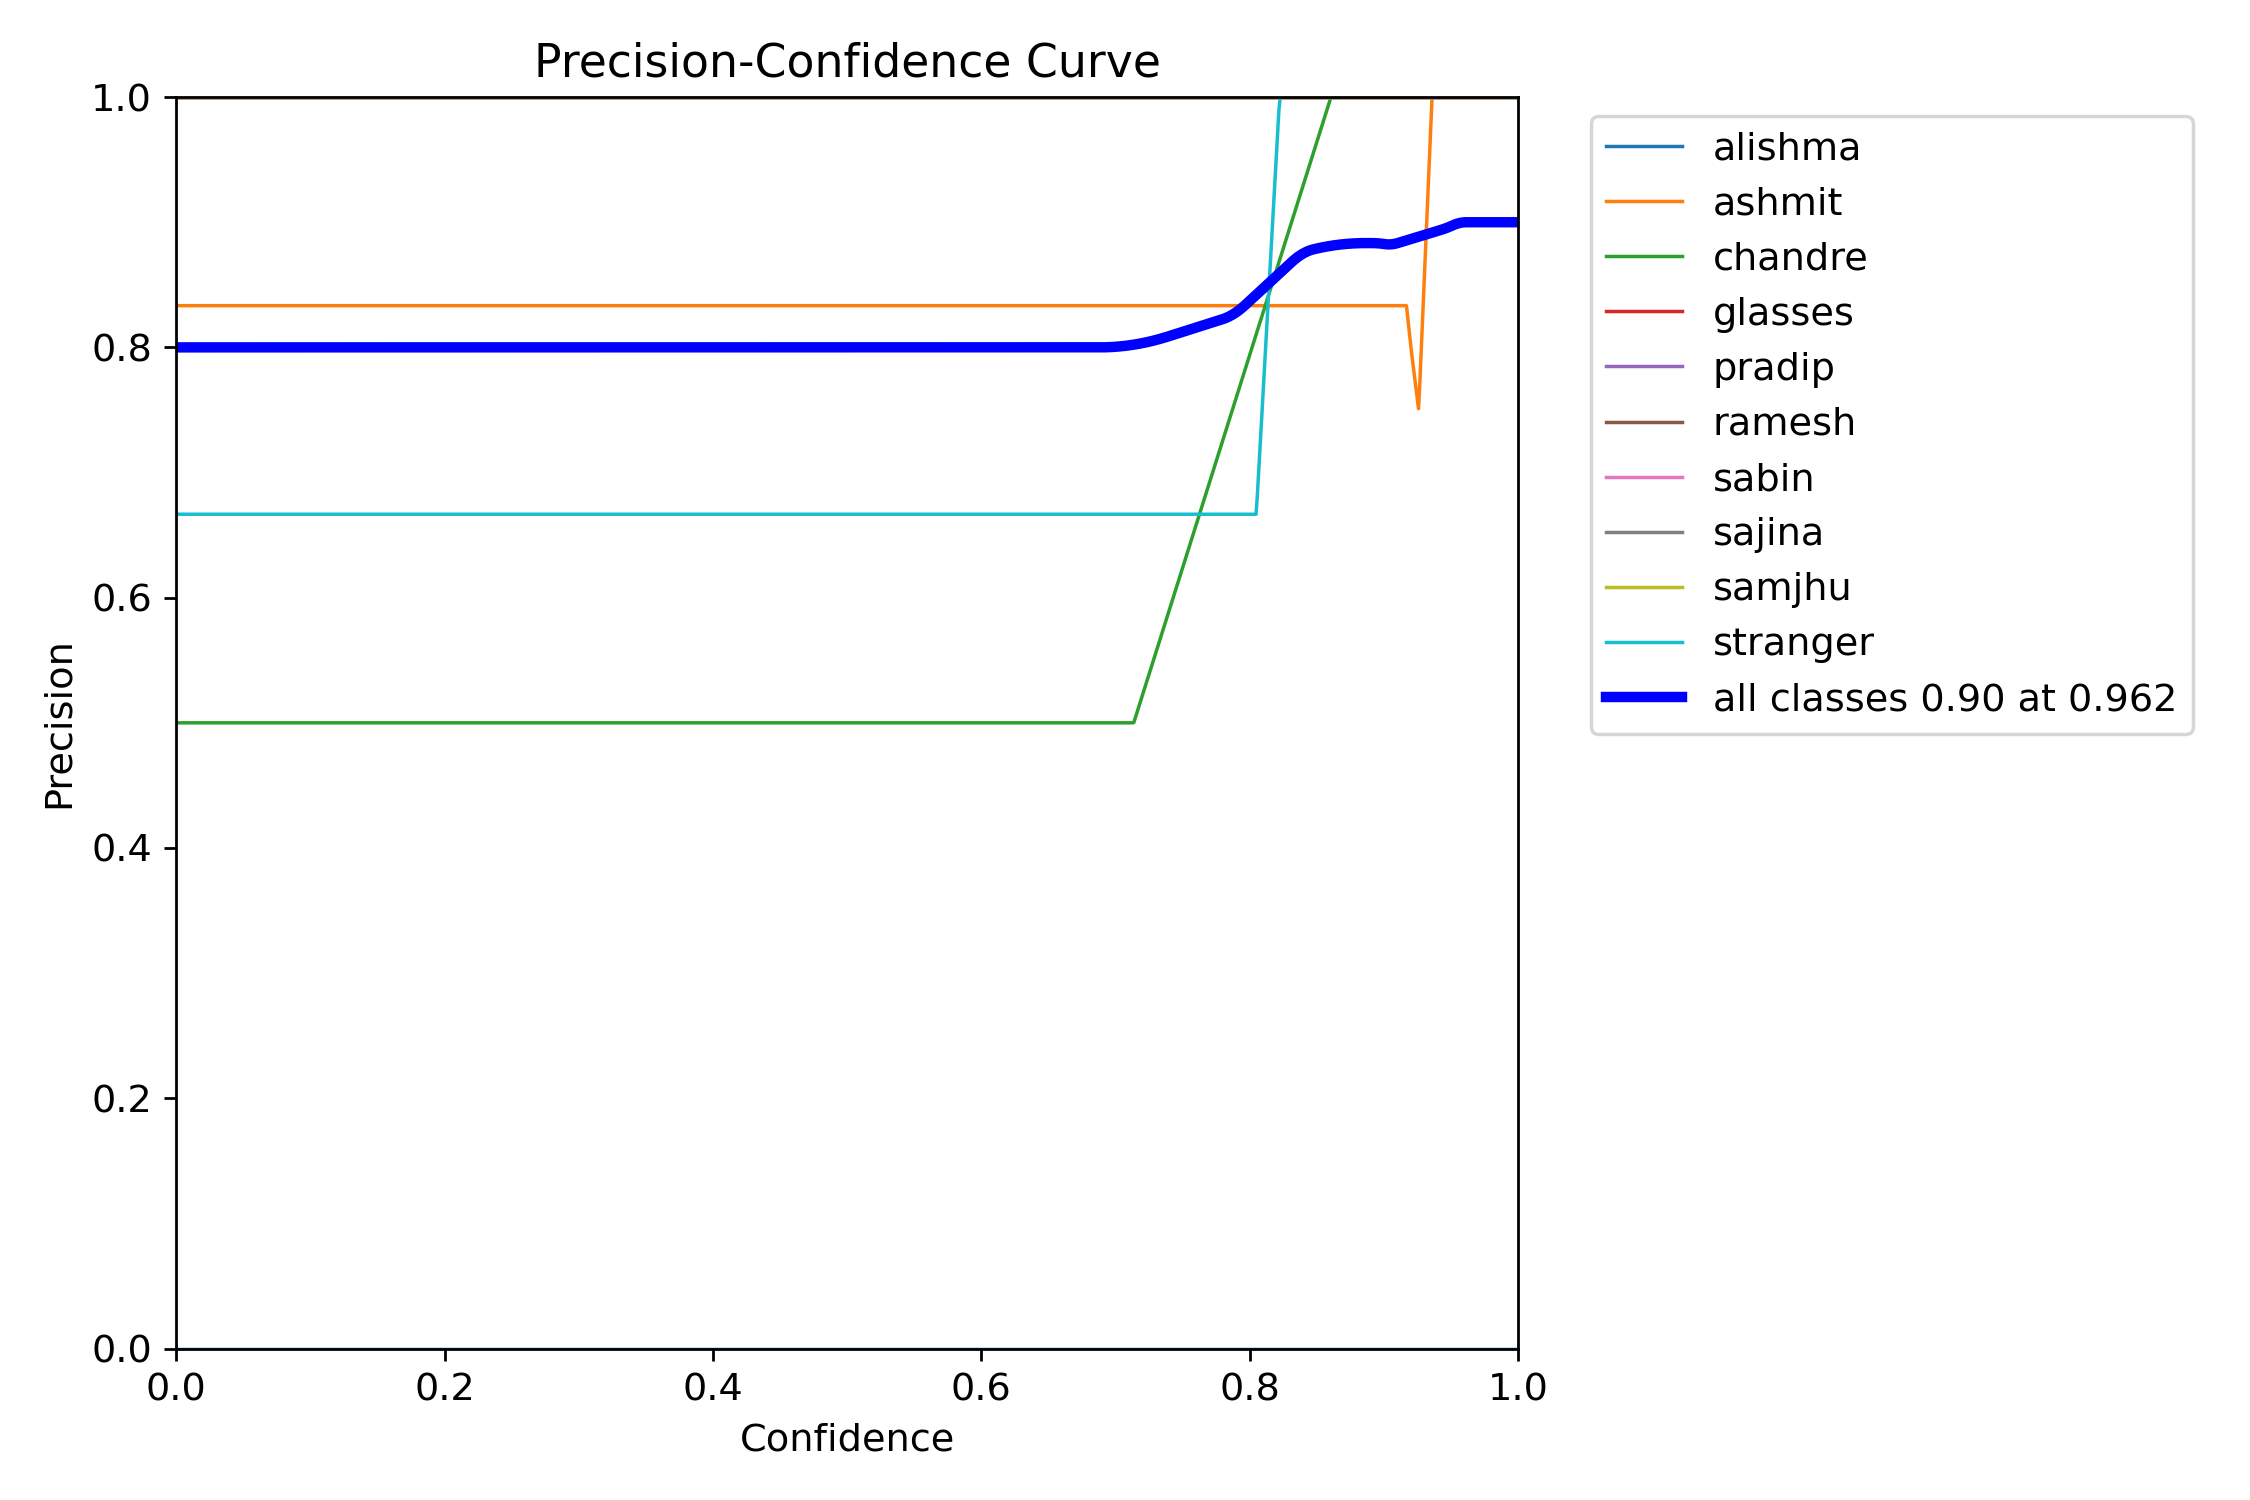 Precision-Confidence Curve
1.0
0.8
0.6
0.4
0.2
0.0
Precision
0.0 0.2 0.4 0.6 0.8 1.0
Confidence
alishma
ashmit
chandre
glasses
pradip
ramesh
sabin
sajina
samjhu
stranger
all classes 0.90 at 0.962